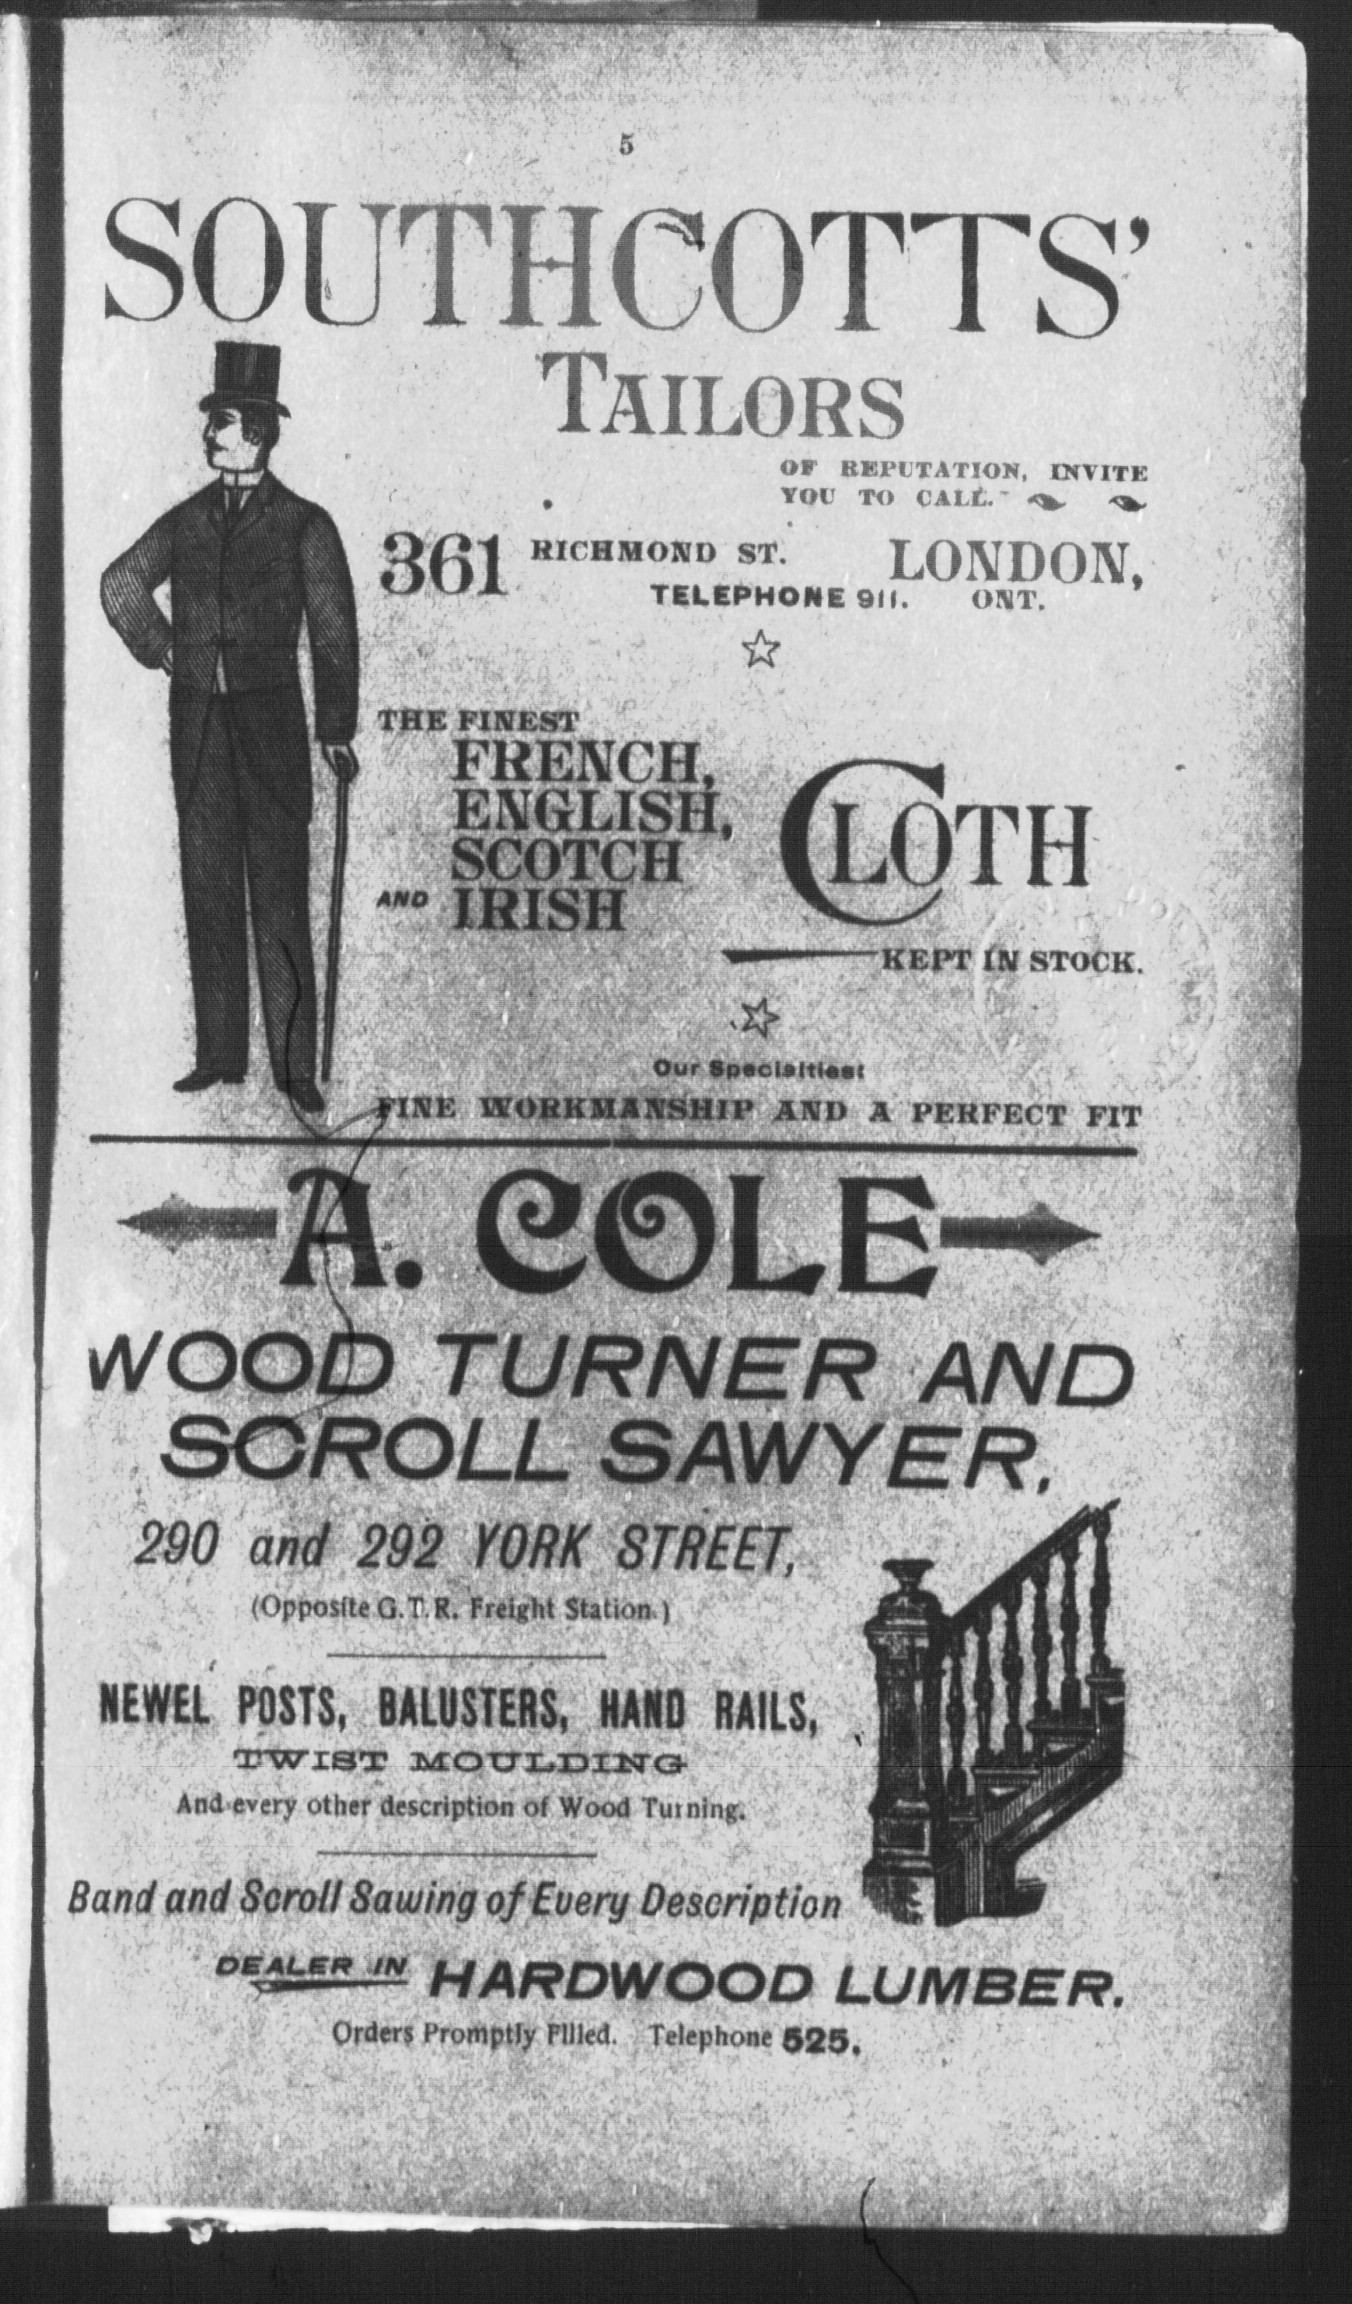 5
SOUTHCOTTS'
TAILORS
OF REPUTATION, INVITE
YOU TO CALL.
361 RICHMOND ST. LONDON,
TELEPHONE 911. ONT.
THE FINEST
FRENCH,
ENGLISH,
SCOTCH
AND IRISH
CLOTH
KEPT IN STOCK.
Our Specialties:
FINE WORKMANSHIP AND A PERFECT FIT
A. COLE
WOOD TURNER AND
SCROLL SAWYER,
290 and 292 YORK STREET,
(Opposite G.T.R. Freight Station.)
NEWEL POSTS, BALUSTERS, HAND RAILS,
TWIST MOULDING
And every other description of Wood Turning.
Band and Scroll Sawing of Every Description
DEALER IN HARDWOOD LUMBER.
Orders Promptly Filled. Telephone 525.